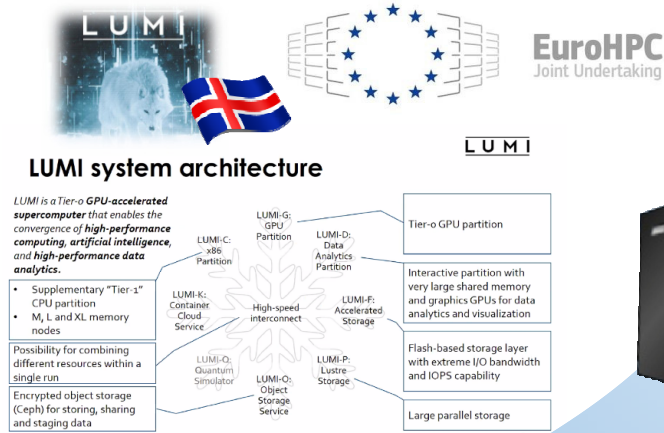 LUMI
EuroHPC
Joint Undertaking
LUMI
LUMI system architecture
LUMI is a Tier-0 GPU-accelerated
supercomputer that enables the
convergence of high-performance
computing, artificial intelligence,
and high-performance data
analytics.
• Supplementary "Tier-1"
CPU partition
• M, L and XL memory
nodes
Possibility for combining
different resources within a
single run
Encrypted object storage
(Ceph) for storing, sharing
and staging data
LUMI-G:
GPU
Partition
LUMI-C:
x86
Partition
LUMI-D:
Data
Analytics
Partition
LUMI-K:
Container
Cloud
Service
High-speed
interconnect
LUMI-F:
Accelerated
Storage
LUMI-Q:
Quantum
Simulator
LUMI-O:
Object
Storage
Service
LUMI-P:
Lustre
Storage
Tier-0 GPU partition
Interactive partition with
very large shared memory
and graphics GPUs for data
analytics and visualization
Flash-based storage layer
with extreme I/O bandwidth
and IOPS capability
Large parallel storage